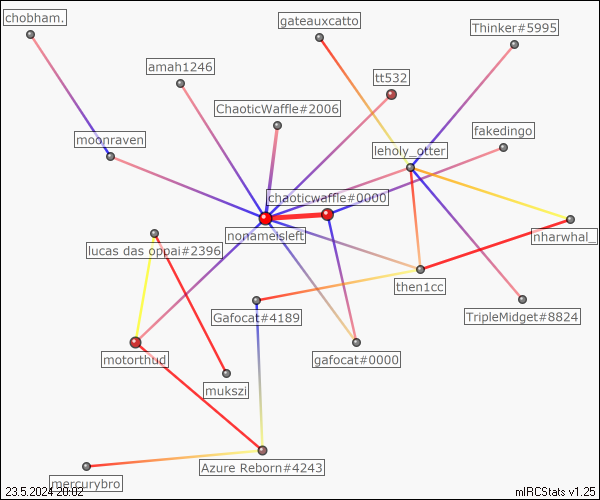 chobham.
gateauxcatto
Thinker#5995
amah1246
tt532
ChaoticWaffle#2006
fakedingo
moonraven
leholy_otter
chaoticwaffle#0000
nonameisleft
nharwhal_
lucas das oppai#2396
then1cc
Gafocat#4189
TripleMidget#8824
motorthud
gafocat#0000
mukszi
Azure Reborn#4243
mercurybro
23.5.2024 20:02
mIRCStats v1.25